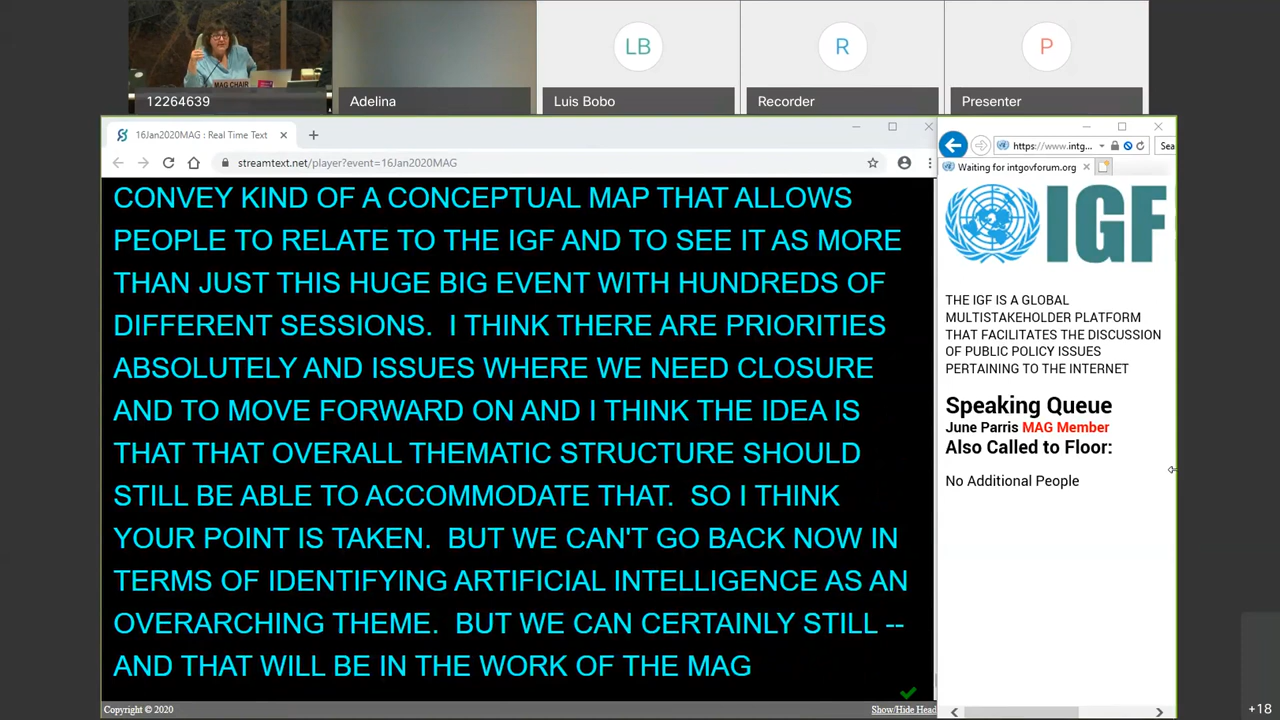 LB
R
P
MAG CHAIR
12264639
Adelina
Luis Bobo
Recorder
Presenter
16Jan2020MAG : Real Time Text
streamtext.net/player?event=16Jan2020MAG
CONVEY KIND OF A CONCEPTUAL MAP THAT ALLOWS
PEOPLE TO RELATE TO THE IGF AND TO SEE IT AS MORE
THAN JUST THIS HUGE BIG EVENT WITH HUNDREDS OF
DIFFERENT SESSIONS.  I THINK THERE ARE PRIORITIES
ABSOLUTELY AND ISSUES WHERE WE NEED CLOSURE
AND TO MOVE FORWARD ON AND I THINK THE IDEA IS
THAT THAT OVERALL THEMATIC STRUCTURE SHOULD
STILL BE ABLE TO ACCOMMODATE THAT.  SO I THINK
YOUR POINT IS TAKEN.  BUT WE CAN'T GO BACK NOW IN
TERMS OF IDENTIFYING ARTIFICIAL INTELLIGENCE AS AN
OVERARCHING THEME.  BUT WE CAN CERTAINLY STILL --
AND THAT WILL BE IN THE WORK OF THE MAG
Copyright © 2020
Show/Hide Head
https://www.intg...
Sea
Waiting for intgovforum.org
IGF
THE IGF IS A GLOBAL
MULTISTAKEHOLDER PLATFORM
THAT FACILITATES THE DISCUSSION
OF PUBLIC POLICY ISSUES
PERTAINING TO THE INTERNET
Speaking Queue
June Parris MAG Member
Also Called to Floor:
No Additional People
+18